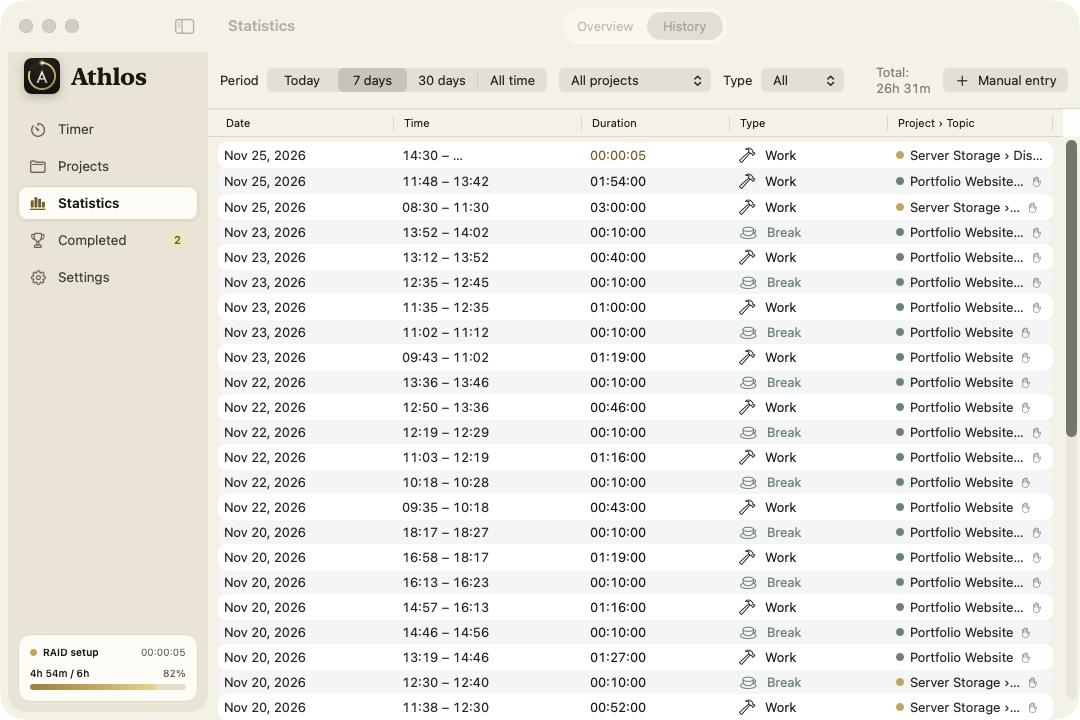 Statistics
Overview
History
A
Athlos
Period
Today
7 days
30 days
All time
All projects
Type
All
Total:
26h 31m
+ Manual entry
Timer
Projects
Statistics
Completed 2
Settings
Date Time Duration Type Project › Topic
Nov 25, 2026 14:30 – ... 00:00:05 Work Server Storage › Dis...
Nov 25, 2026 11:48 – 13:42 01:54:00 Work Portfolio Website...
Nov 25, 2026 08:30 – 11:30 03:00:00 Work Server Storage ›...
Nov 23, 2026 13:52 – 14:02 00:10:00 Break Portfolio Website...
Nov 23, 2026 13:12 – 13:52 00:40:00 Work Portfolio Website...
Nov 23, 2026 12:35 – 12:45 00:10:00 Break Portfolio Website...
Nov 23, 2026 11:35 – 12:35 01:00:00 Work Portfolio Website...
Nov 23, 2026 11:02 – 11:12 00:10:00 Break Portfolio Website
Nov 23, 2026 09:43 – 11:02 01:19:00 Work Portfolio Website
Nov 22, 2026 13:36 – 13:46 00:10:00 Break Portfolio Website
Nov 22, 2026 12:50 – 13:36 00:46:00 Work Portfolio Website
Nov 22, 2026 12:19 – 12:29 00:10:00 Break Portfolio Website...
Nov 22, 2026 11:03 – 12:19 01:16:00 Work Portfolio Website...
Nov 22, 2026 10:18 – 10:28 00:10:00 Break Portfolio Website
Nov 22, 2026 09:35 – 10:18 00:43:00 Work Portfolio Website
Nov 20, 2026 18:17 – 18:27 00:10:00 Break Portfolio Website...
Nov 20, 2026 16:58 – 18:17 01:19:00 Work Portfolio Website...
Nov 20, 2026 16:13 – 16:23 00:10:00 Break Portfolio Website...
Nov 20, 2026 14:57 – 16:13 01:16:00 Work Portfolio Website...
Nov 20, 2026 14:46 – 14:56 00:10:00 Break Portfolio Website
Nov 20, 2026 13:19 – 14:46 01:27:00 Work Portfolio Website
Nov 20, 2026 12:30 – 12:40 00:10:00 Break Server Storage ›...
Nov 20, 2026 11:38 – 12:30 00:52:00 Work Server Storage ›...
RAID setup 00:00:05
4h 54m / 6h 82%